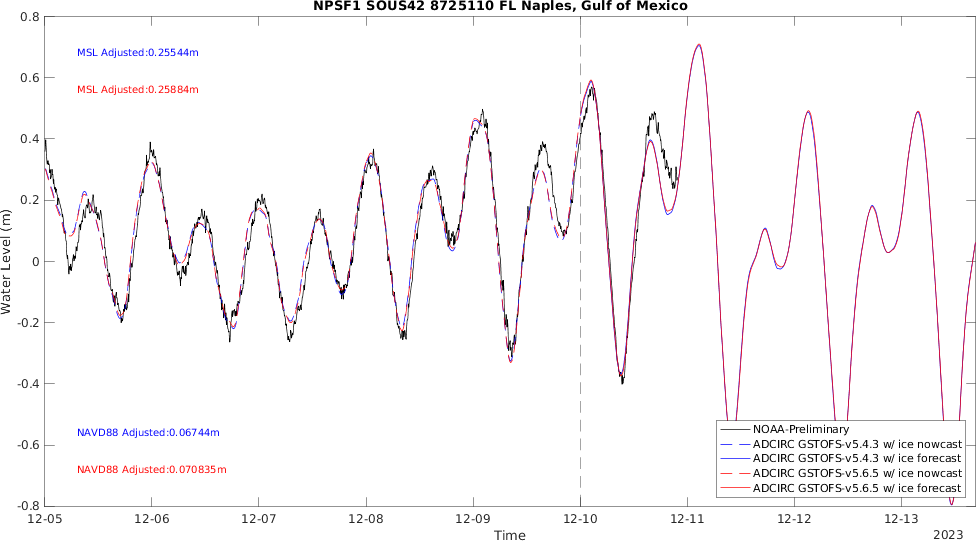 NPSF1 SOUS42 8725110 FL Naples, Gulf of Mexico
0.8
0.6
0.4
0.2
0
-0.2
-0.4
-0.6
-0.8
Water Level (m)
MSL Adjusted:0.25544m
MSL Adjusted:0.25884m
NAVD88 Adjusted:0.06744m
NAVD88 Adjusted:0.070835m
NOAA-Preliminary
ADCIRC GSTOFS-v5.4.3 w/ ice nowcast
ADCIRC GSTOFS-v5.4.3 w/ ice forecast
ADCIRC GSTOFS-v5.6.5 w/ ice nowcast
ADCIRC GSTOFS-v5.6.5 w/ ice forecast
12-05 12-06 12-07 12-08 12-09 12-10 12-11 12-12 12-13
Time
2023